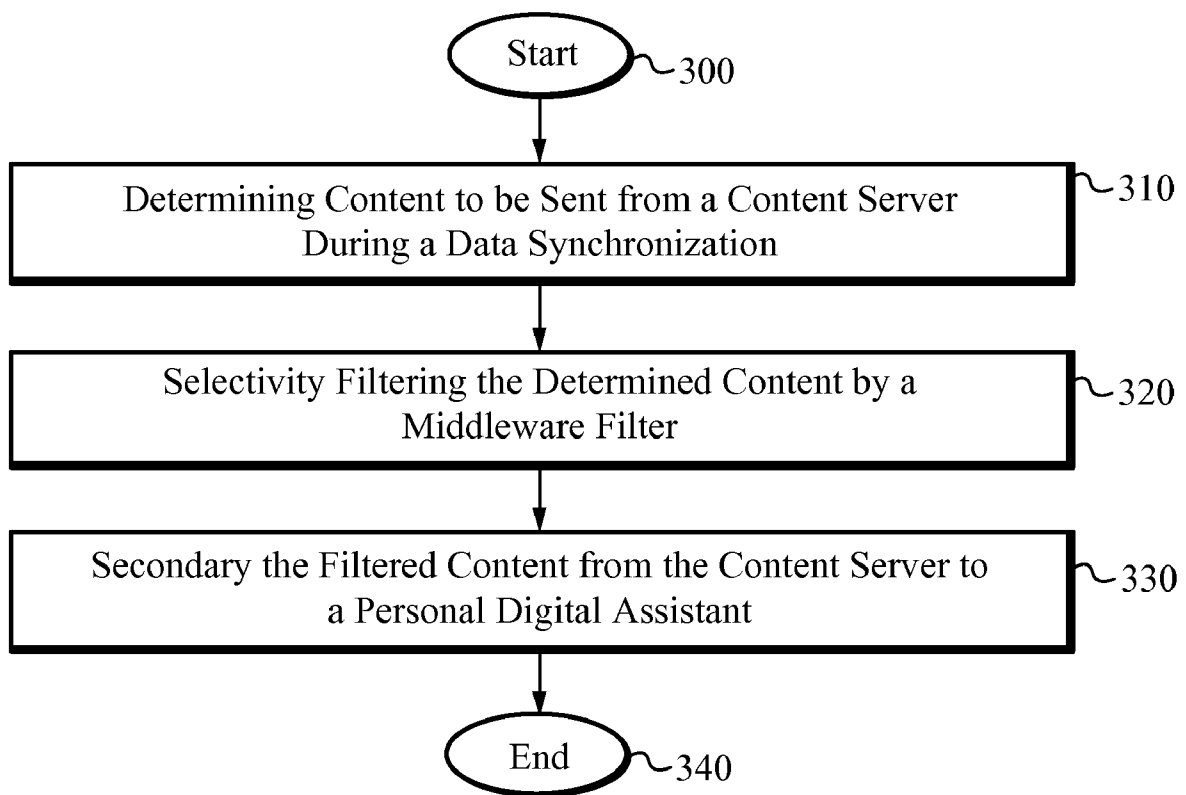 Start
300
Determining Content to be Sent from a Content Server
During a Data Synchronization
310
Selectivity Filtering the Determined Content by a
Middleware Filter
320
Secondary the Filtered Content from the Content Server to
a Personal Digital Assistant
330
End
340